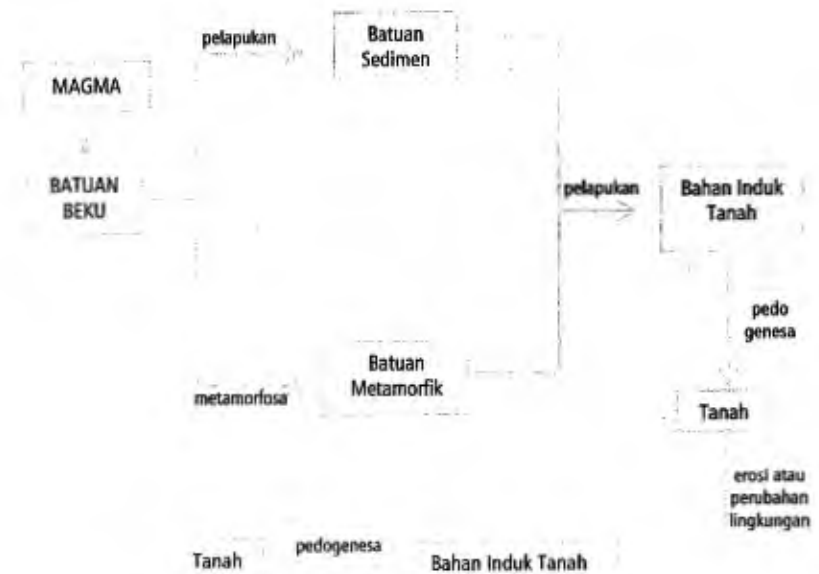 pelapukan
Batuan
Sedimen
MAGMA
BATUAN
BEKU
pelapukan
Bahan Induk
Tanah
pedo
genesa
Batuan
Metamorfik
metamorfosa
Tanah
erosi atau
perubahan
lingkungan
Tanah
pedogenesa
Bahan Induk Tanah